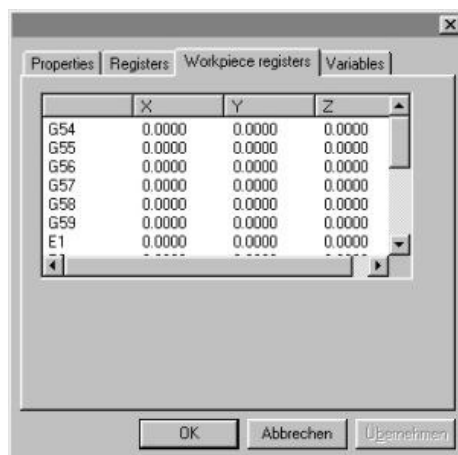 Properties Registers Workpiece registers Variables
X Y Z
G54 0.0000 0.0000 0.0000
G55 0.0000 0.0000 0.0000
G56 0.0000 0.0000 0.0000
G57 0.0000 0.0000 0.0000
G58 0.0000 0.0000 0.0000
G59 0.0000 0.0000 0.0000
E1 0.0000 0.0000 0.0000
OK Abbrechen Übernehmen